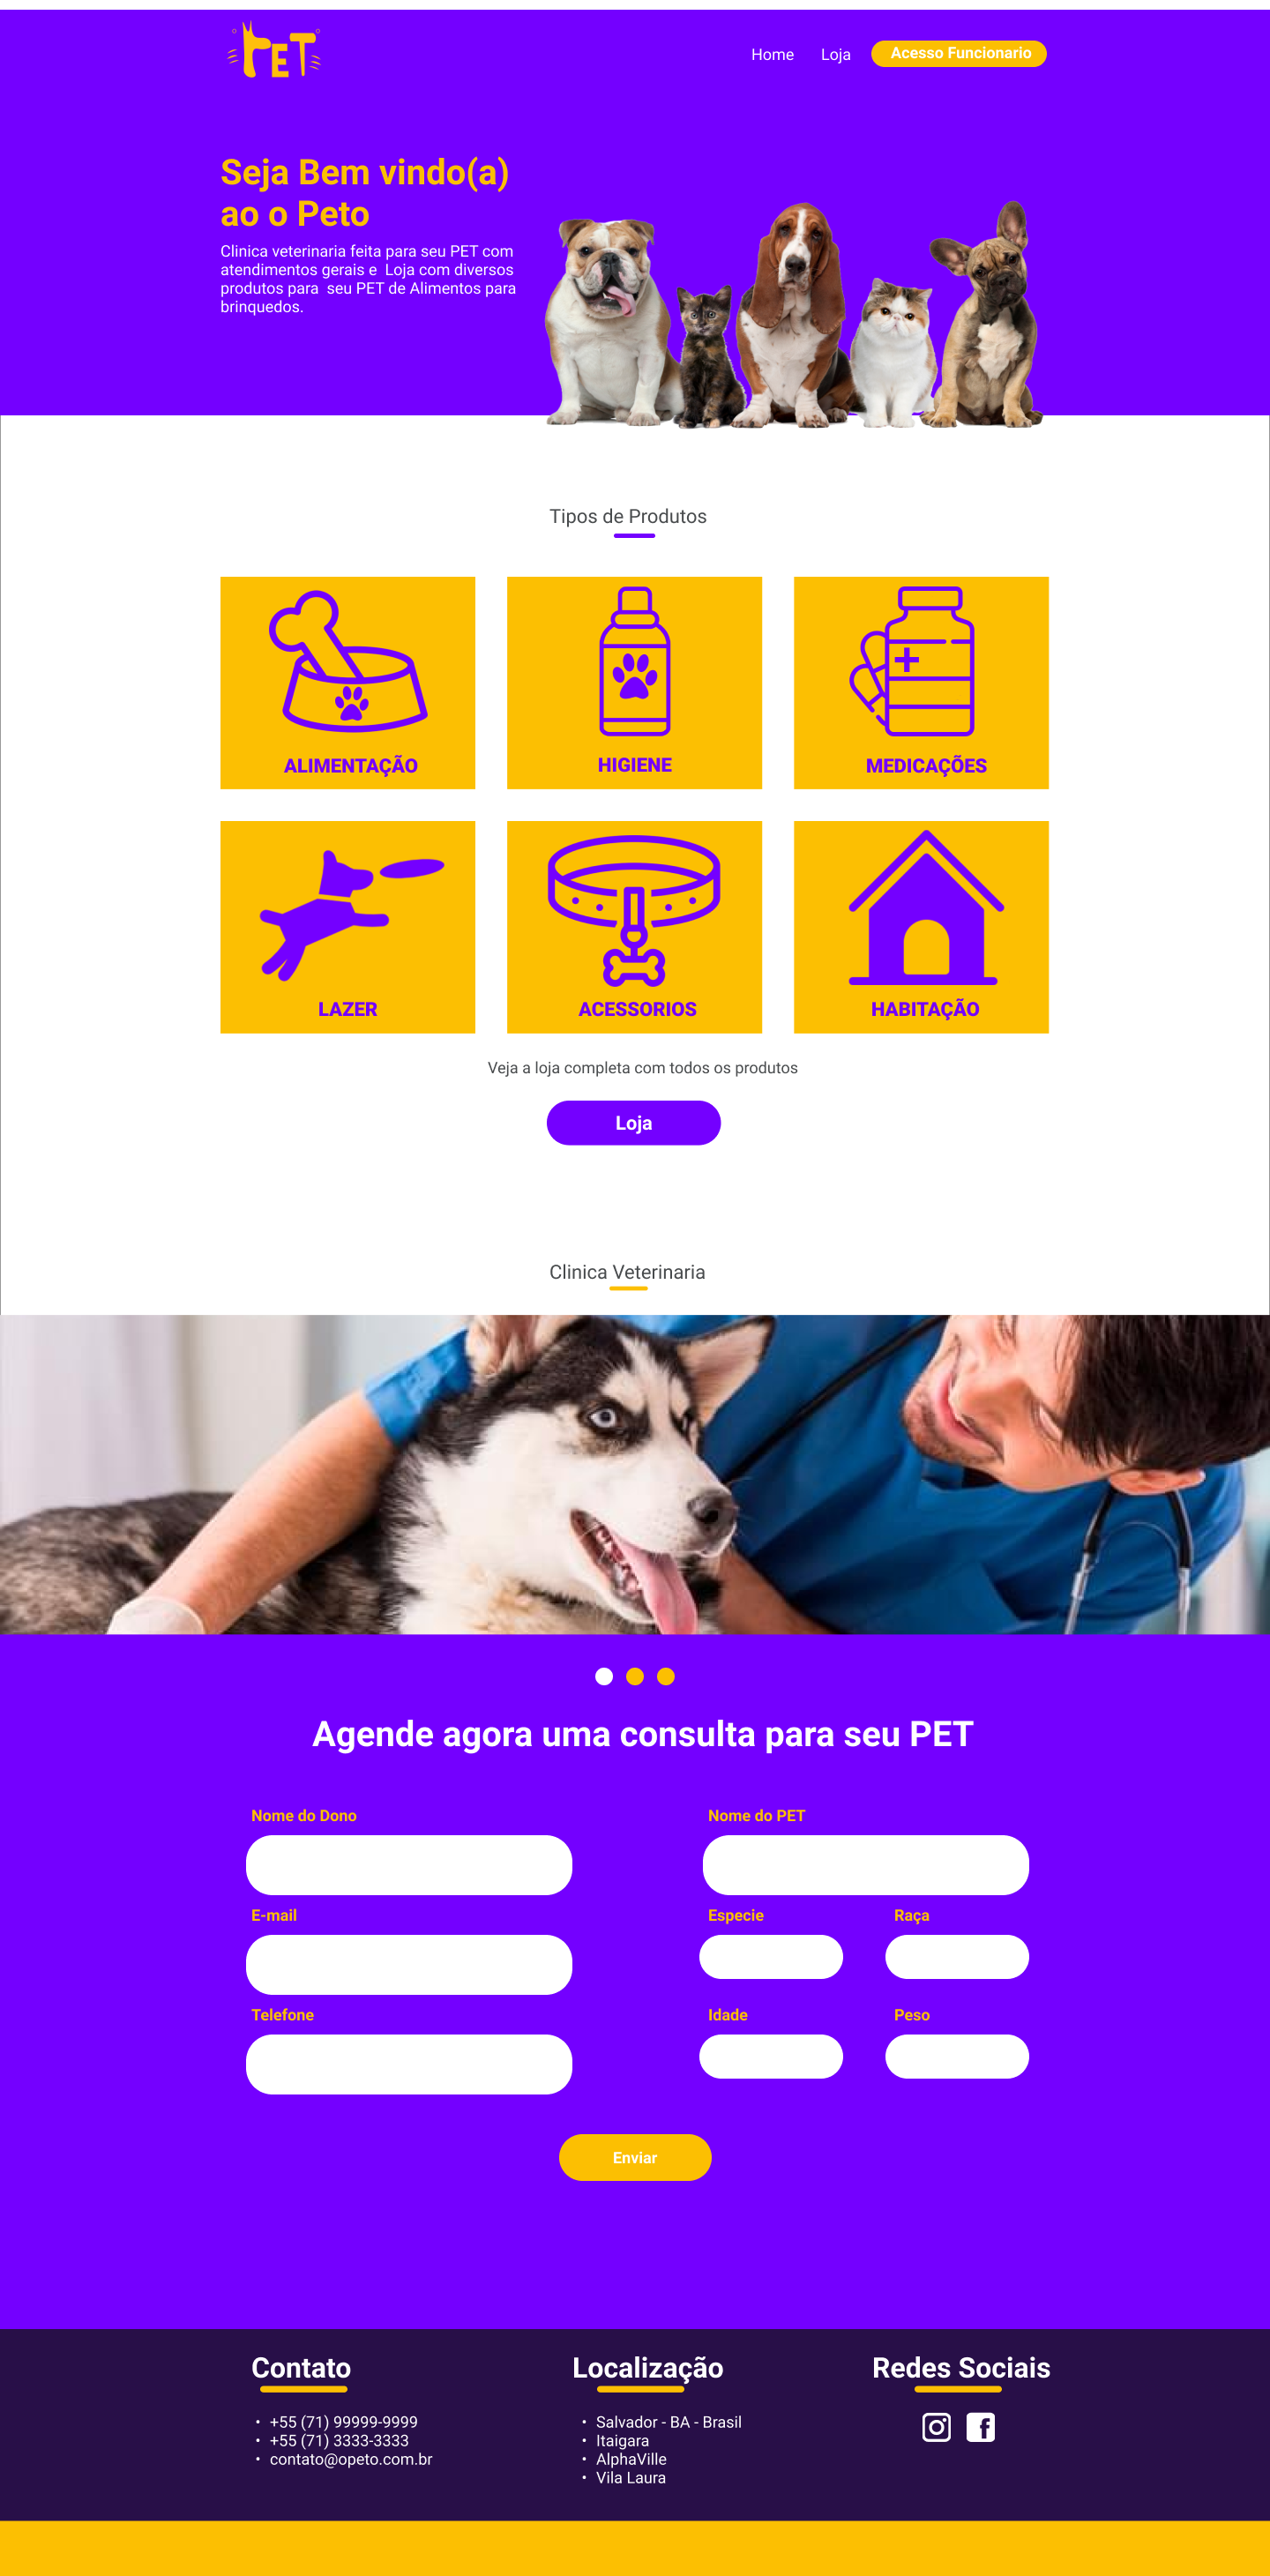 PET
Home
Loja
Acesso Funcionario
Seja Bem vindo(a)
ao o Peto
Clinica veterinaria feita para seu PET com
atendimentos gerais e Loja com diversos
produtos para seu PET de Alimentos para
brinquedos.
Tipos de Produtos
ALIMENTAÇÃO
HIGIENE
MEDICAÇÕES
LAZER
ACESSORIOS
HABITAÇÃO
Veja a loja completa com todos os produtos
Loja
Clinica Veterinaria
Agende agora uma consulta para seu PET
Nome do Dono
Nome do PET
E-mail
Especie
Raça
Telefone
Idade
Peso
Enviar
Contato
• +55 (71) 99999-9999
• +55 (71) 3333-3333
• contato@opeto.com.br
Localização
• Salvador - BA - Brasil
• Itaigara
• AlphaVille
• Vila Laura
Redes Sociais